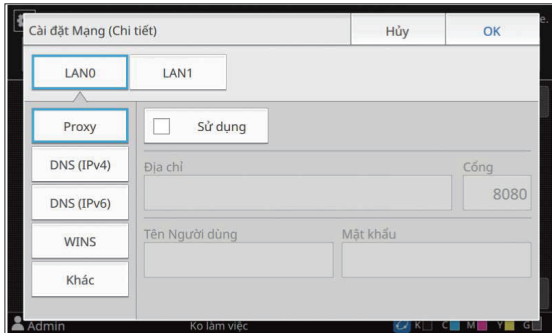 Cài đặt Mạng (Chi tiết)
Hủy
OK
LAN0
LAN1
Proxy
DNS (IPv4)
DNS (IPv6)
WINS
Khác
Sử dụng
Địa chỉ
Cổng
8080
Tên Người dùng
Mật khẩu
e.
Admin
Ko làm việc
K
C
M
Y
G